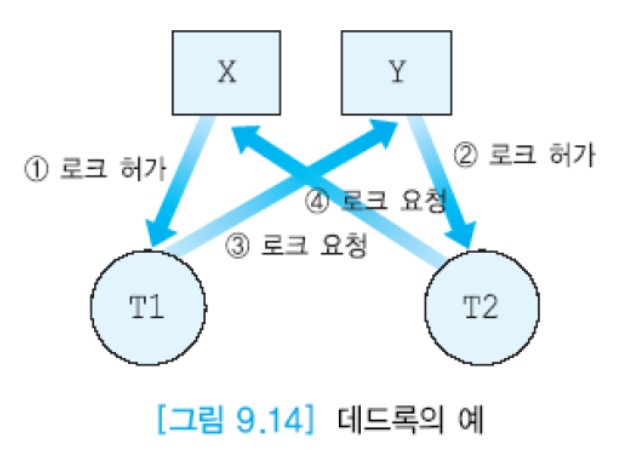 X Y
① 로크 허가
② 로크 허가
④ 로크 요청
③ 로크 요청
T1 T2
[그림 9.14] 데드록의 예